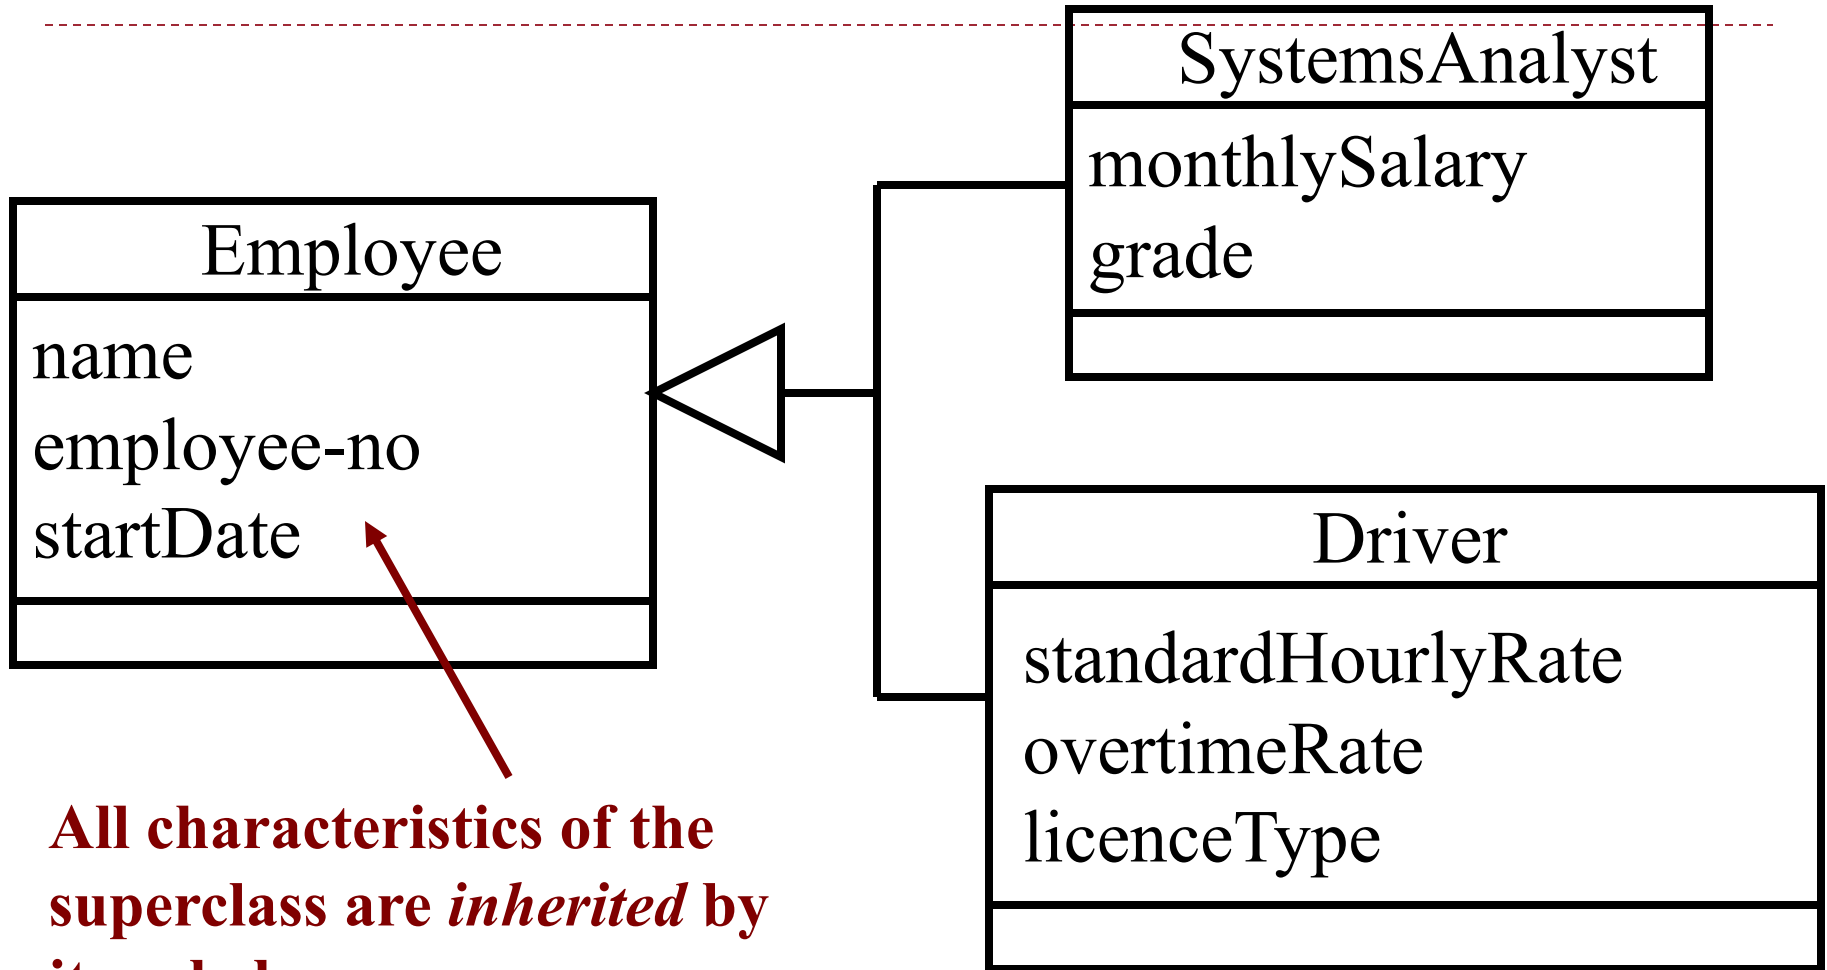 SystemsAnalyst
monthlySalary
grade
Employee
name
employee-no
startDate
Driver
standardHourlyRate
overtimeRate
licenceType
All characteristics of the
superclass are inherited by